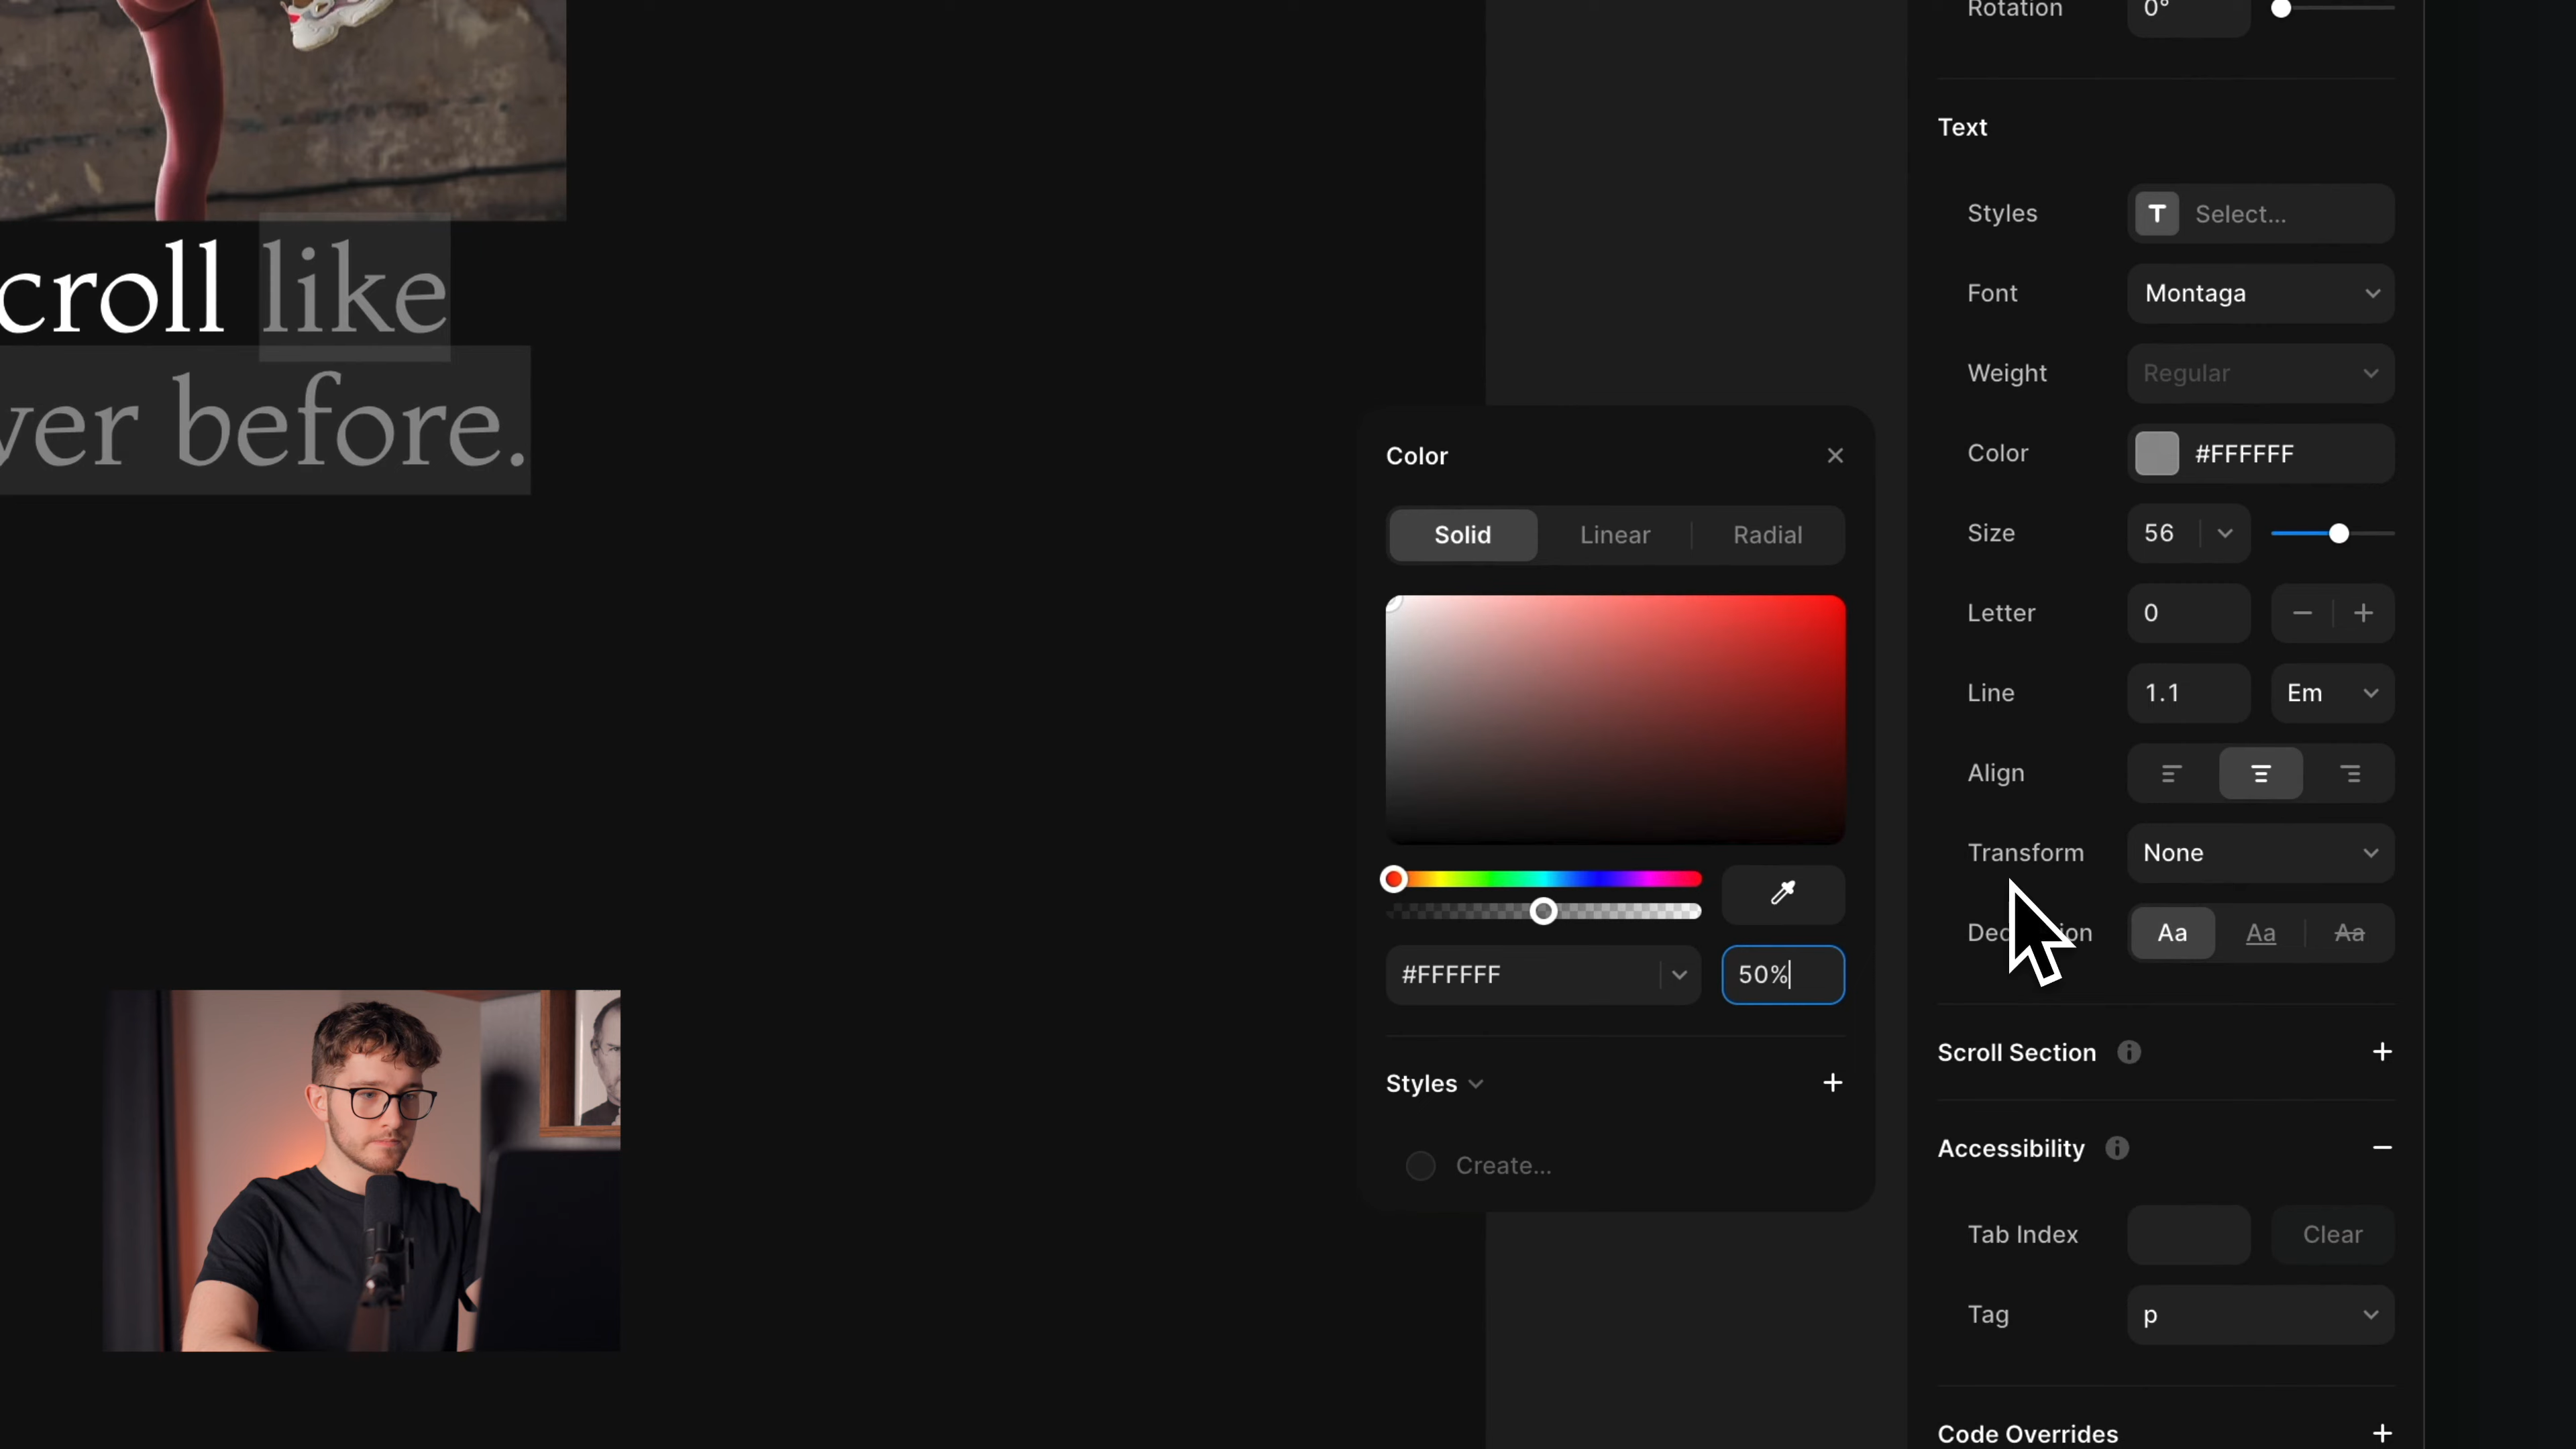 Rotation
0°
Text
Styles
T
Select...
Font
Montaga
Weight
Regular
Color
#FFFFFF
Size
56
Letter
0
Line
1.1
Em
Align
Transform
None
Aa
Aa
Aa
Scroll Section
Accessibility
Tab Index
Clear
Tag
p
Code Overrides
Color
Solid
Linear
Radial
#FFFFFF
50%
Styles
Create...
croll like
ver before.